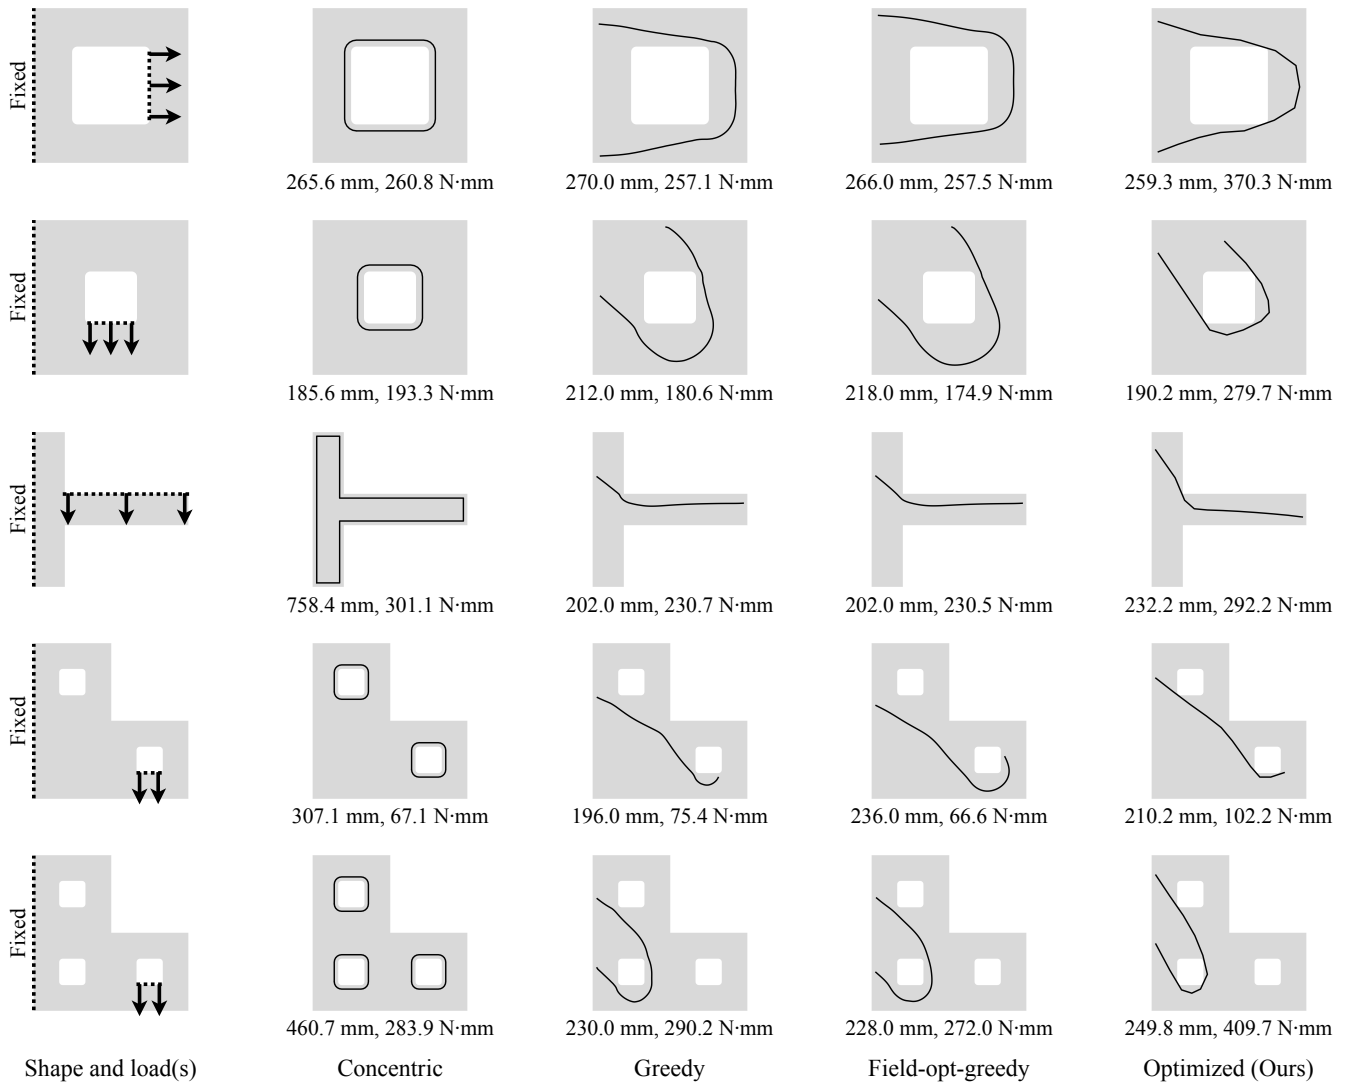 Fixed
265.6 mm, 260.8 N·mm
270.0 mm, 257.1 N·mm
266.0 mm, 257.5 N·mm
259.3 mm, 370.3 N·mm
Fixed
185.6 mm, 193.3 N·mm
212.0 mm, 180.6 N·mm
218.0 mm, 174.9 N·mm
190.2 mm, 279.7 N·mm
Fixed
758.4 mm, 301.1 N·mm
202.0 mm, 230.7 N·mm
202.0 mm, 230.5 N·mm
232.2 mm, 292.2 N·mm
Fixed
307.1 mm, 67.1 N·mm
196.0 mm, 75.4 N·mm
236.0 mm, 66.6 N·mm
210.2 mm, 102.2 N·mm
Fixed
460.7 mm, 283.9 N·mm
230.0 mm, 290.2 N·mm
228.0 mm, 272.0 N·mm
249.8 mm, 409.7 N·mm
Shape and load(s)
Concentric
Greedy
Field-opt-greedy
Optimized (Ours)